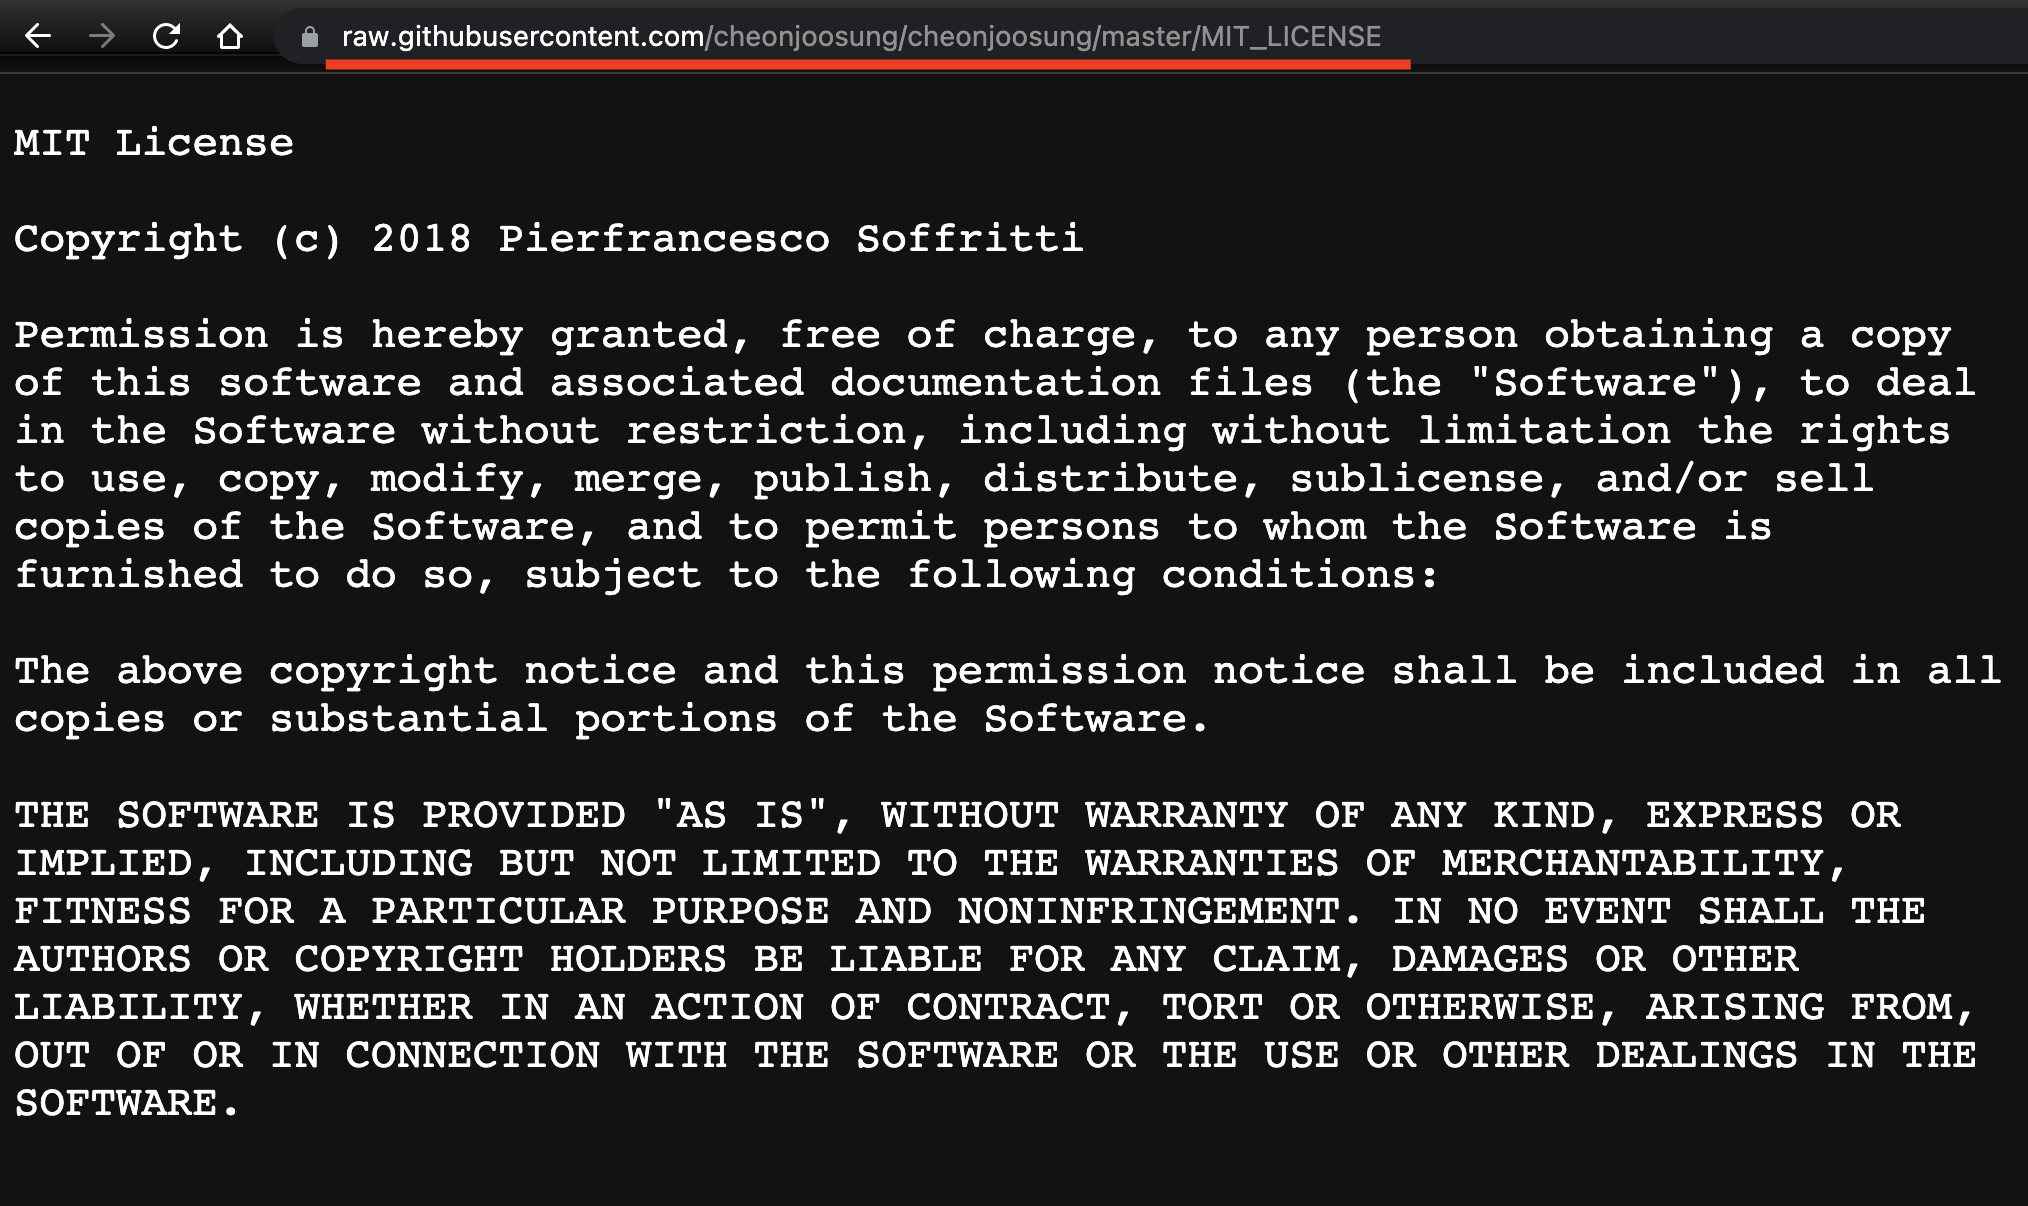 raw.githubusercontent.com/cheonjoosung/cheonjoosung/master/MIT_LICENSE
MIT License
Copyright (c) 2018 Pierfrancesco Soffritti
Permission is hereby granted, free of charge, to any person obtaining a copy
of this software and associated documentation files (the "Software"), to deal
in the Software without restriction, including without limitation the rights
to use, copy, modify, merge, publish, distribute, sublicense, and/or sell
copies of the Software, and to permit persons to whom the Software is
furnished to do so, subject to the following conditions:
The above copyright notice and this permission notice shall be included in all
copies or substantial portions of the Software.
THE SOFTWARE IS PROVIDED "AS IS", WITHOUT WARRANTY OF ANY KIND, EXPRESS OR
IMPLIED, INCLUDING BUT NOT LIMITED TO THE WARRANTIES OF MERCHANTABILITY,
FITNESS FOR A PARTICULAR PURPOSE AND NONINFRINGEMENT. IN NO EVENT SHALL THE
AUTHORS OR COPYRIGHT HOLDERS BE LIABLE FOR ANY CLAIM, DAMAGES OR OTHER
LIABILITY, WHETHER IN AN ACTION OF CONTRACT, TORT OR OTHERWISE, ARISING FROM,
OUT OF OR IN CONNECTION WITH THE SOFTWARE OR THE USE OR OTHER DEALINGS IN THE
SOFTWARE.